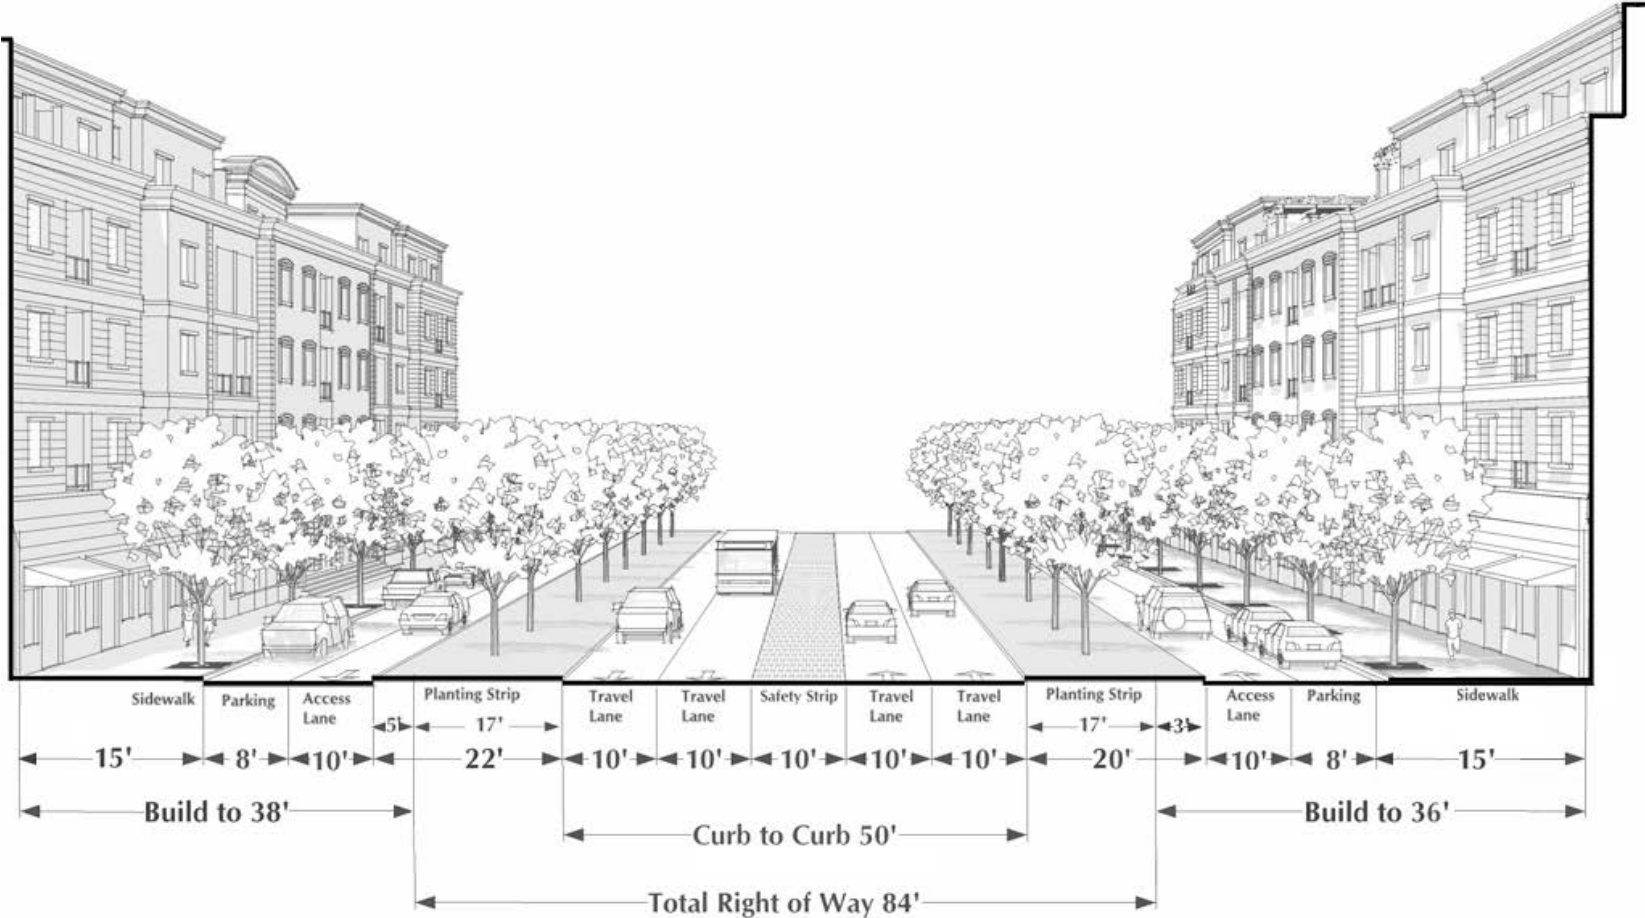 Sidewalk Parking Access Lane Planting Strip Travel Lane Travel Lane Safety Strip Travel Lane Travel Lane Planting Strip Access Lane Parking Sidewalk
5' 17' 17' 3'
15' 8' 10' 22' 10' 10' 10' 10' 10' 20' 10' 8' 15'
Build to 38' Build to 36'
Curb to Curb 50'
Total Right of Way 84'